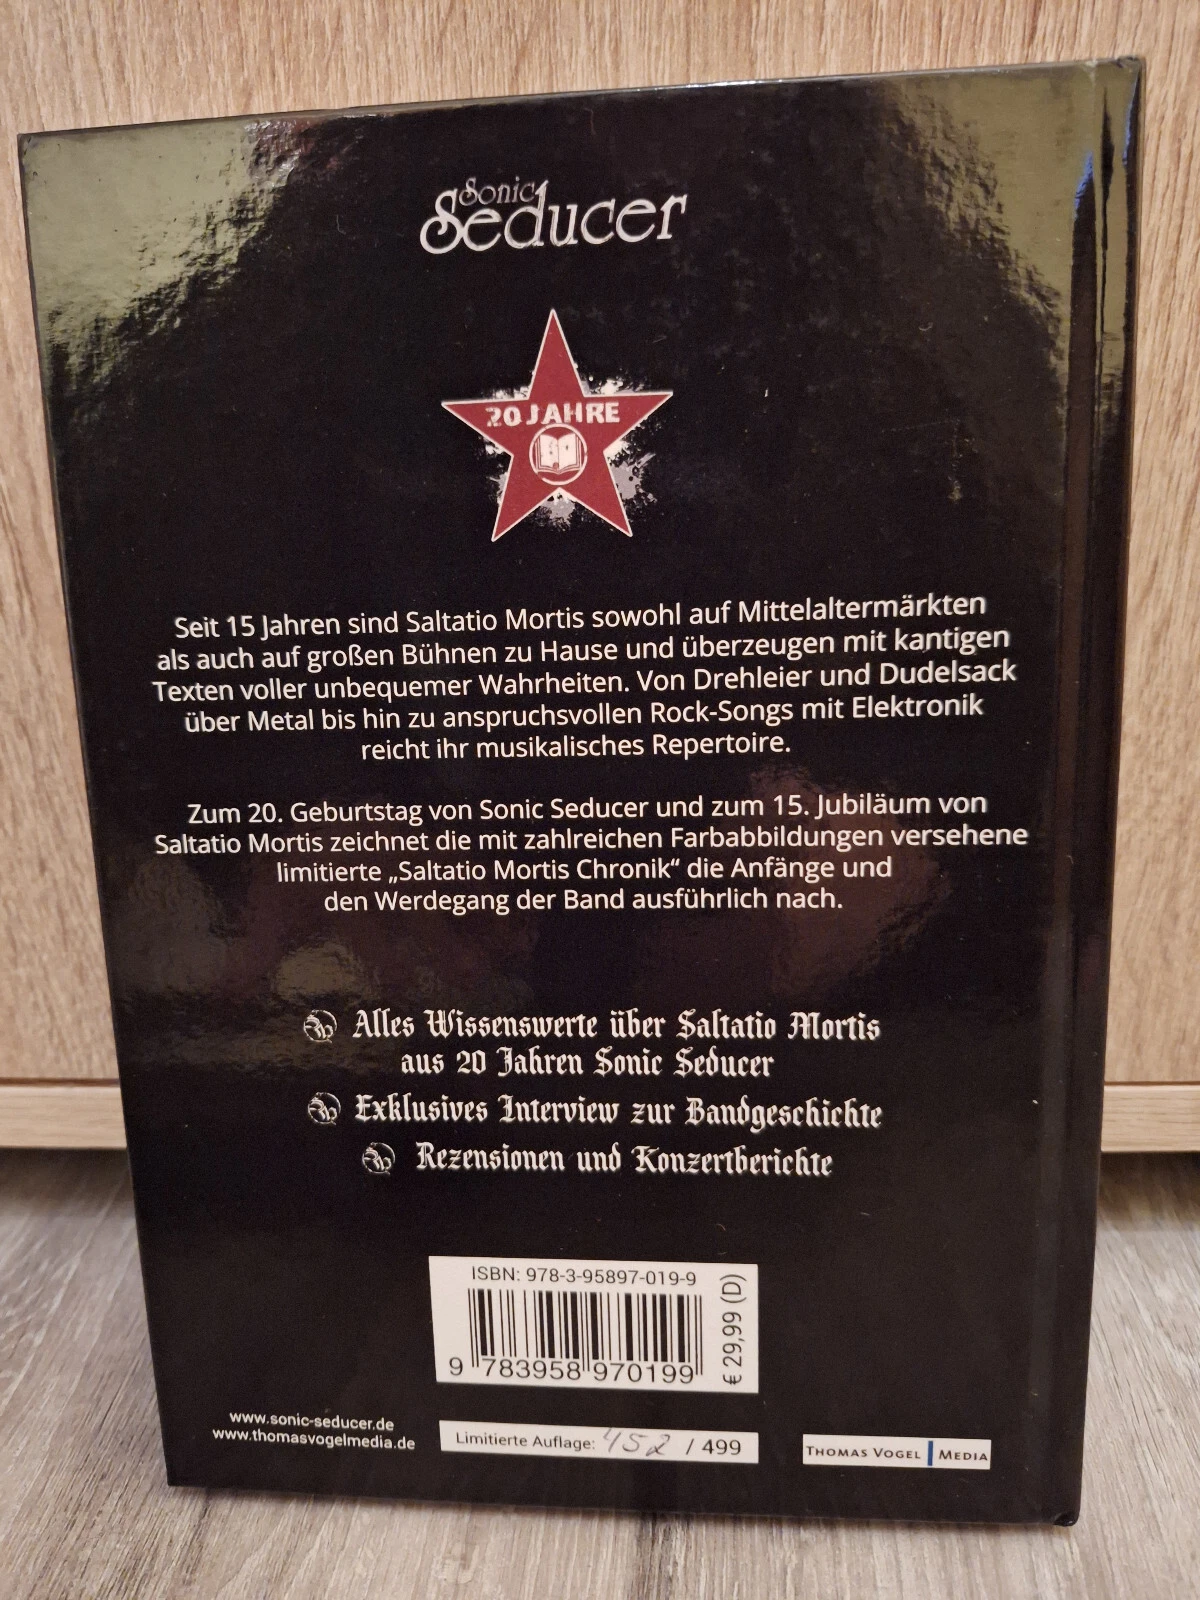 Sonic
Seducer
20 JAHRE
Seit 15 Jahren sind Saltatio Mortis sowohl auf Mittelaltermärkten
als auch auf großen Bühnen zu Hause und überzeugen mit kantigen
Texten voller unbequemer Wahrheiten. Von Drehleier und Dudelsack
über Metal bis hin zu anspruchsvollen Rock-Songs mit Elektronik
reicht ihr musikalisches Repertoire.
Zum 20. Geburtstag von Sonic Seducer und zum 15. Jubiläum von
Saltatio Mortis zeichnet die mit zahlreichen Farbabbildungen versehene
limitierte „Saltatio Mortis Chronik“ die Anfänge und
den Werdegang der Band ausführlich nach.
Alles Wissenswerte über Saltatio Mortis
aus 20 Jahren Sonic Seducer
Exklusives Interview zur Bandgeschichte
Rezensionen und Konzertberichte
ISBN: 978-3-95897-019-9
9 783958 970199
€ 29,99 (D)
www.sonic-seducer.de
www.thomasvogelmedia.de
Limitierte Auflage: 452 / 499
THOMAS VOGEL MEDIA